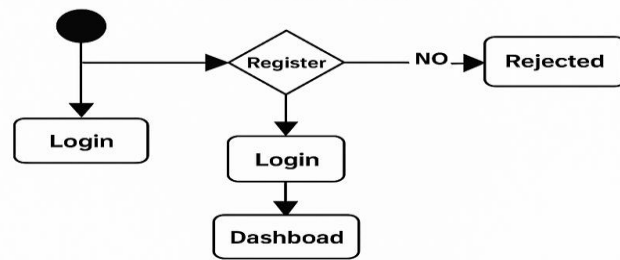 Register
NO
Rejected
Login
Login
Dashboad